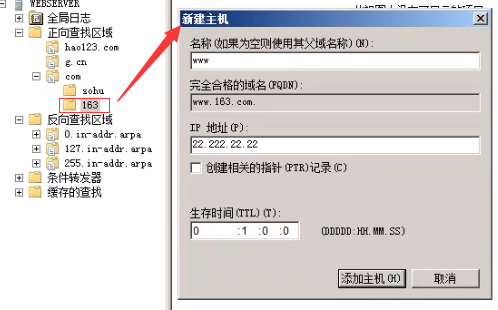 WEBSERVER
全局日志
正向查找区域
hao123.com
g.cn
com
sohu
163
反向查找区域
0.in-addr.arpa
127.in-addr.arpa
255.in-addr.arpa
条件转发器
缓存的查找
新建主机
名称(如果为空则使用其父域名称)(N):
www
完全合格的域名(FQDN):
www.163.com.
IP 地址(P):
22.222.22.22
创建相关的指针(PTR)记录(C)
生存时间(TTL)(T):
0 :1 :0 :0 (DDDDD:HH.MM.SS)
添加主机(H) 取消